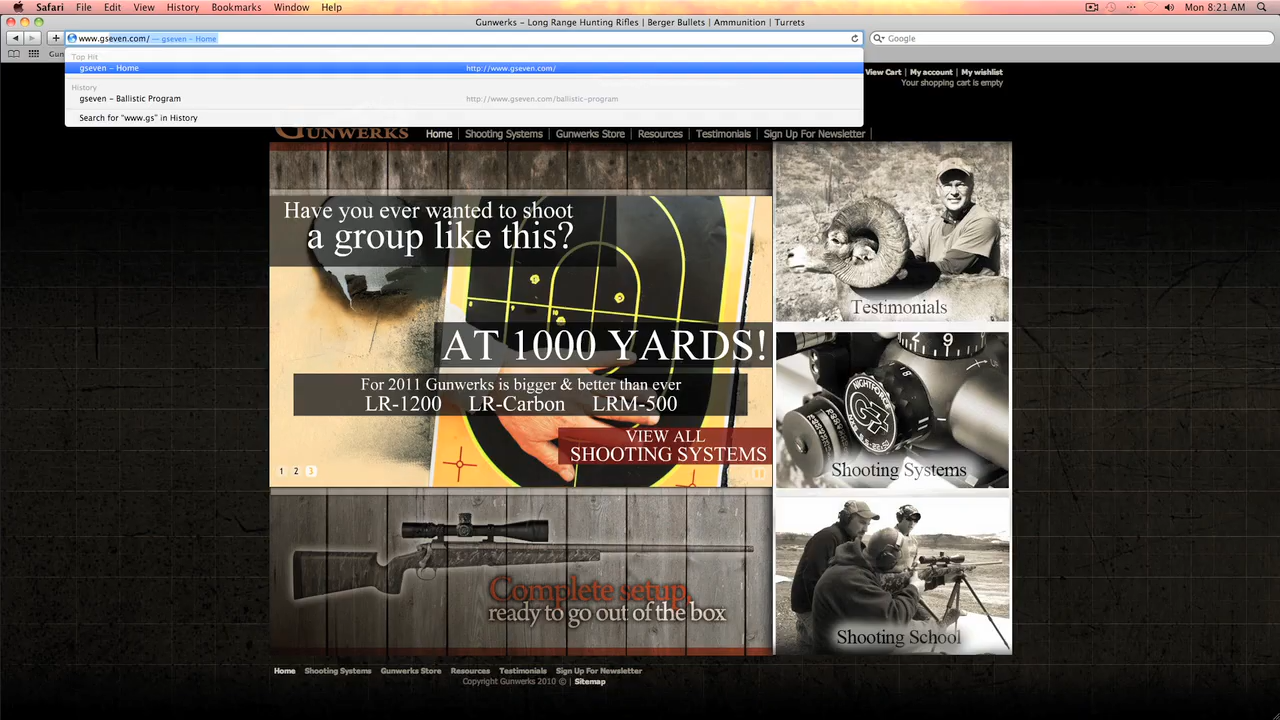 Safari File Edit View History Bookmarks Window Help
Mon 8:21 AM
Gunwerks – Long Range Hunting Rifles | Berger Bullets | Ammunition | Turrets
www.gseven.com/ — gseven – Home
Google
Top Hit
gseven – Home http://www.gseven.com/
History
gseven – Ballistic Program http://www.gseven.com/ballistic-program
Search for "www.gs" in History
View Cart | My account | My wishlist
Your shopping cart is empty
GUNWERKS
Home | Shooting Systems | Gunwerks Store | Resources | Testimonials | Sign Up For Newsletter |
Have you ever wanted to shoot
a group like this?
AT 1000 YARDS!
For 2011 Gunwerks is bigger & better than ever
LR-1200 LR-Carbon LRM-500
VIEW ALL
SHOOTING SYSTEMS
1 2 3
Testimonials
NIGHTFORCE
Shooting Systems
Complete setup,
ready to go out of the box
Shooting School
Home Shooting Systems Gunwerks Store Resources Testimonials Sign Up For Newsletter
Copyright Gunwerks 2010 © | Sitemap